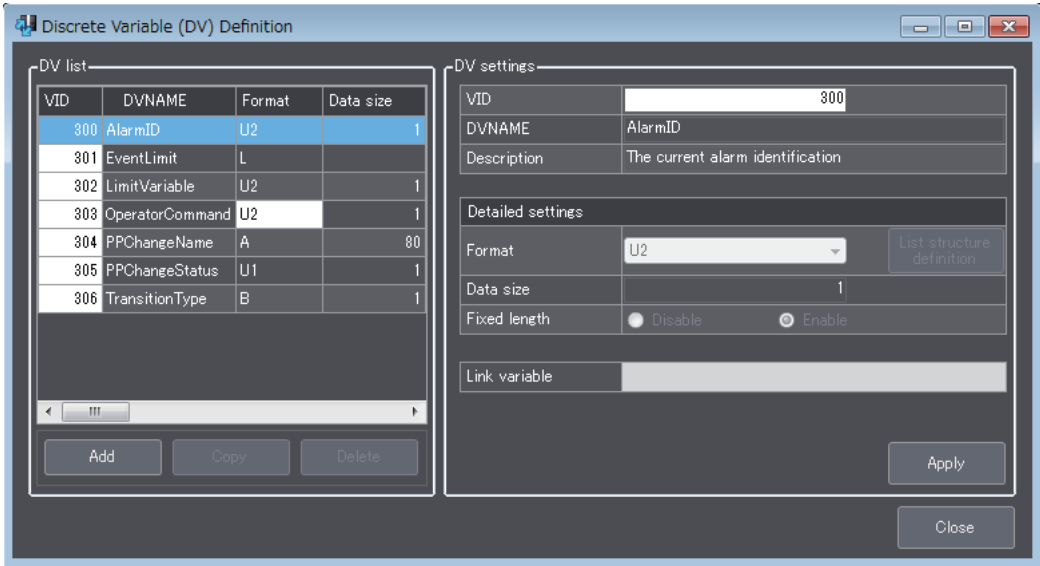 Discrete Variable (DV) Definition
DV list
VID DVNAME Format Data size
300 AlarmID U2 1
301 EventLimit L
302 LimitVariable U2 1
303 OperatorCommand U2 1
304 PPChangeName A 80
305 PPChangeStatus U1 1
306 TransitionType B 1
Add Copy Delete
DV settings
VID 300
DVNAME AlarmID
Description The current alarm identification
Detailed settings
Format U2 List structure
definition
Data size 1
Fixed length Disable Enable
Link variable
Apply
Close